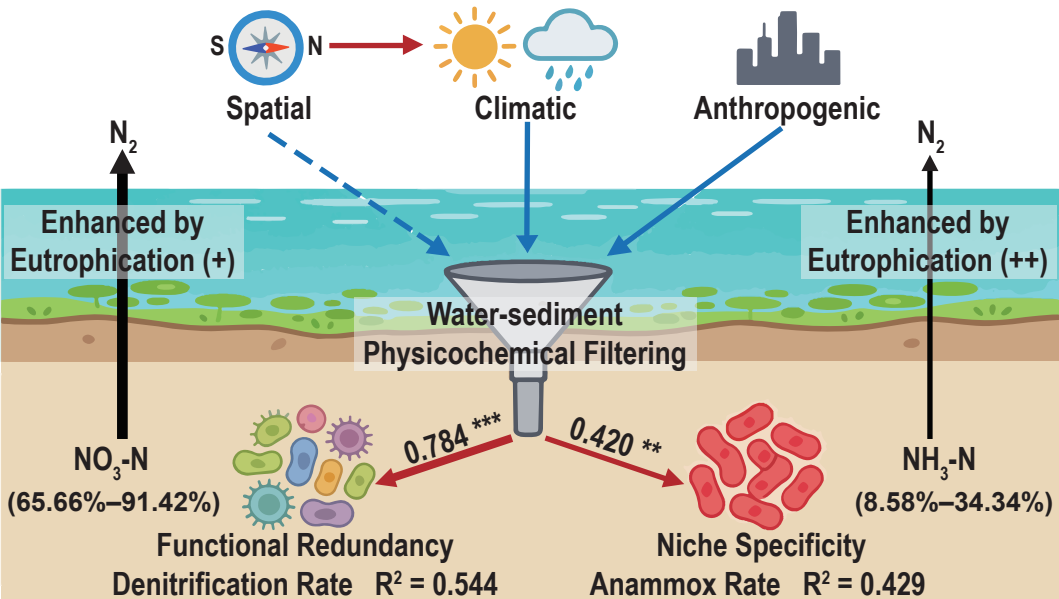 S N
Spatial
Climatic
Anthropogenic
N₂
N₂
Enhanced by
Eutrophication (+)
Enhanced by
Eutrophication (++)
Water-sediment
Physicochemical Filtering
0.784 ***
0.420 **
NO₃-N
(65.66%–91.42%)
NH₃-N
(8.58%–34.34%)
Functional Redundancy
Denitrification Rate R² = 0.544
Niche Specificity
Anammox Rate R² = 0.429